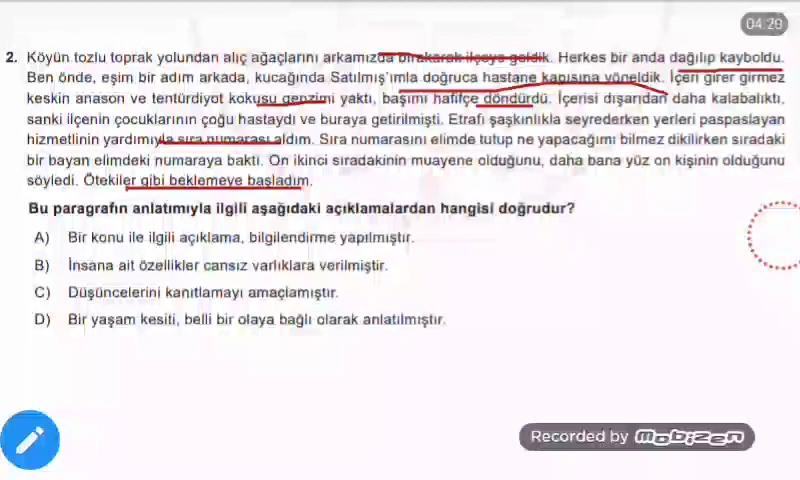 04:29
2. Köyün tozlu toprak yolundan alıç ağaçlarını arkamızda bırakarak ilçeye geldik. Herkes bir anda dağılıp kayboldu.
Ben önde, eşim bir adım arkada, kucağında Satılmış'ımla doğruca hastane kapısına yöneldik. İçeri girer girmez
keskin anason ve tentürdiyot kokusu genzimi yaktı, başımı hafifçe döndürdü. İçerisi dışarıdan daha kalabalıktı,
sanki ilçenin çocuklarının çoğu hastaydı ve buraya getirilmişti. Etrafı şaşkınlıkla seyrederken yerleri paspaslayan
hizmetlinin yardımıyla sıra numarası aldım. Sıra numarasını elimde tutup ne yapacağımı bilmez dikilirken sıradaki
bir bayan elimdeki numaraya baktı. On ikinci sıradakinin muayene olduğunu, daha bana yüz on kişinin olduğunu
söyledi. Ötekiler gibi beklemeye başladım.
Bu paragrafın anlatımıyla ilgili aşağıdaki açıklamalardan hangisi doğrudur?
A) Bir konu ile ilgili açıklama, bilgilendirme yapılmıştır.
B) İnsana ait özellikler cansız varlıklara verilmiştir.
C) Düşüncelerini kanıtlamayı amaçlamıştır.
D) Bir yaşam kesiti, belli bir olaya bağlı olarak anlatılmıştır.
Recorded by mobizen